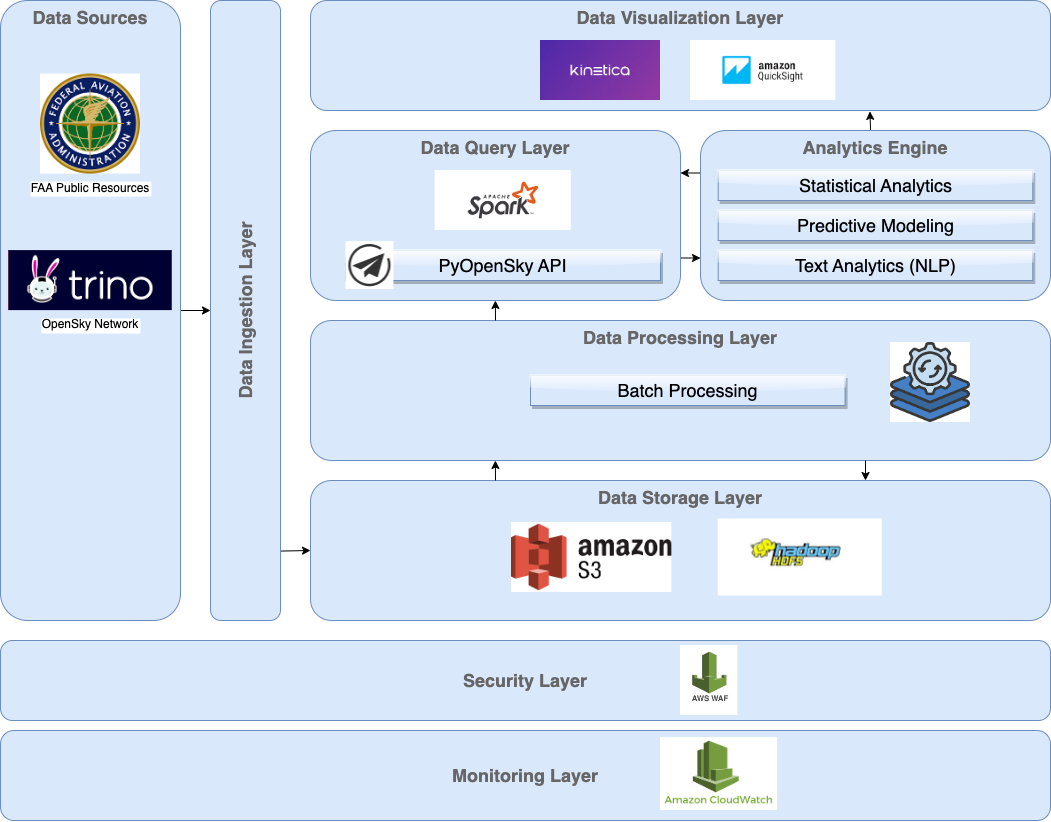 Data Sources
FEDERAL AVIATION
ADMINISTRATION
FAA Public Resources
trino
OpenSky Network
Data Ingestion Layer
Data Visualization Layer
kinetica
amazon
QuickSight
Data Query Layer
APACHE
Spark
PyOpenSky API
Analytics Engine
Statistical Analytics
Predictive Modeling
Text Analytics (NLP)
Data Processing Layer
Batch Processing
Data Storage Layer
amazon
S3
hadoop
HDFS
Security Layer
AWS WAF
Monitoring Layer
Amazon CloudWatch